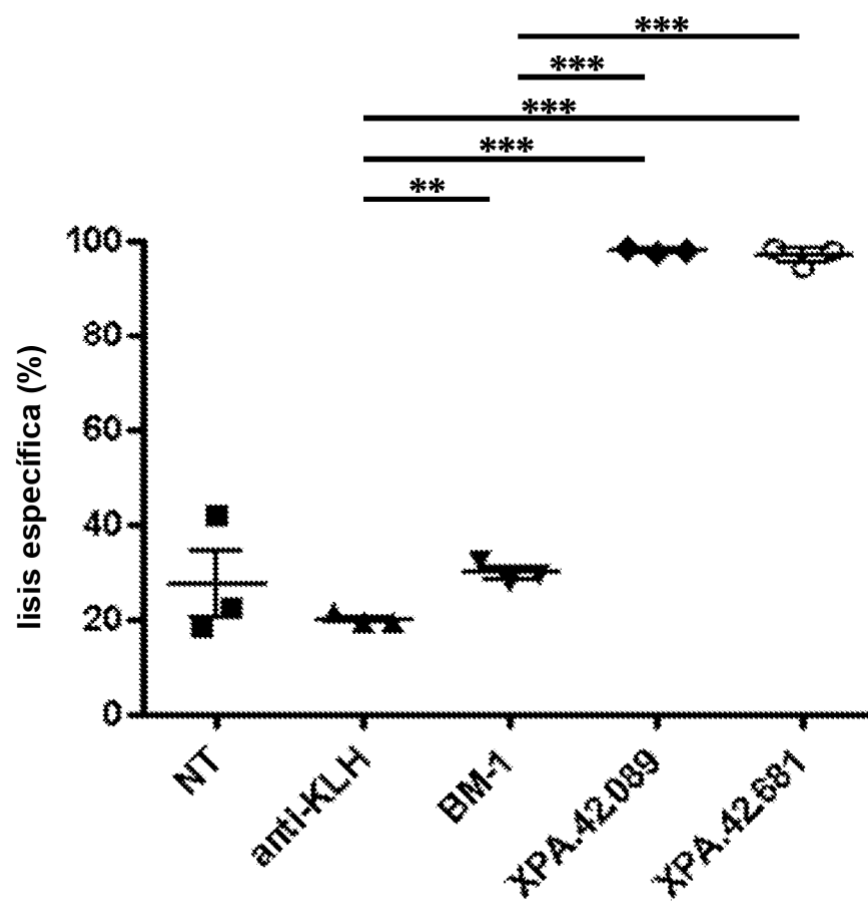 ***
***
***
***
**
100
80
60
40
20
0
lisis específica (%)
NT
anti-KLH
BM-1
XPA.42.089
XPA.42.681